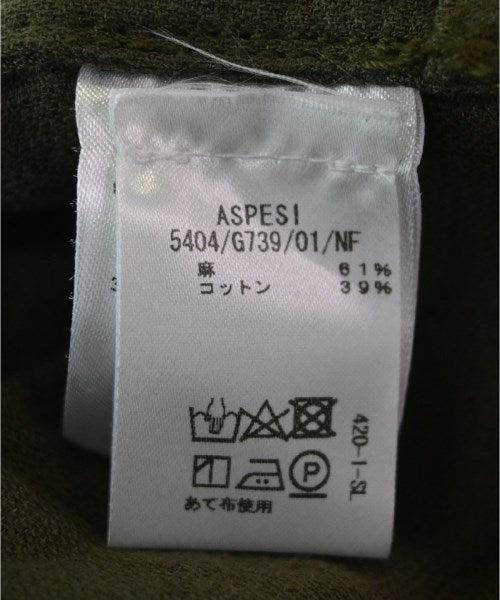 ASPESI
5404/G739/01/NF
麻 61%
コットン 39%
P
あて布使用
420-1-SL